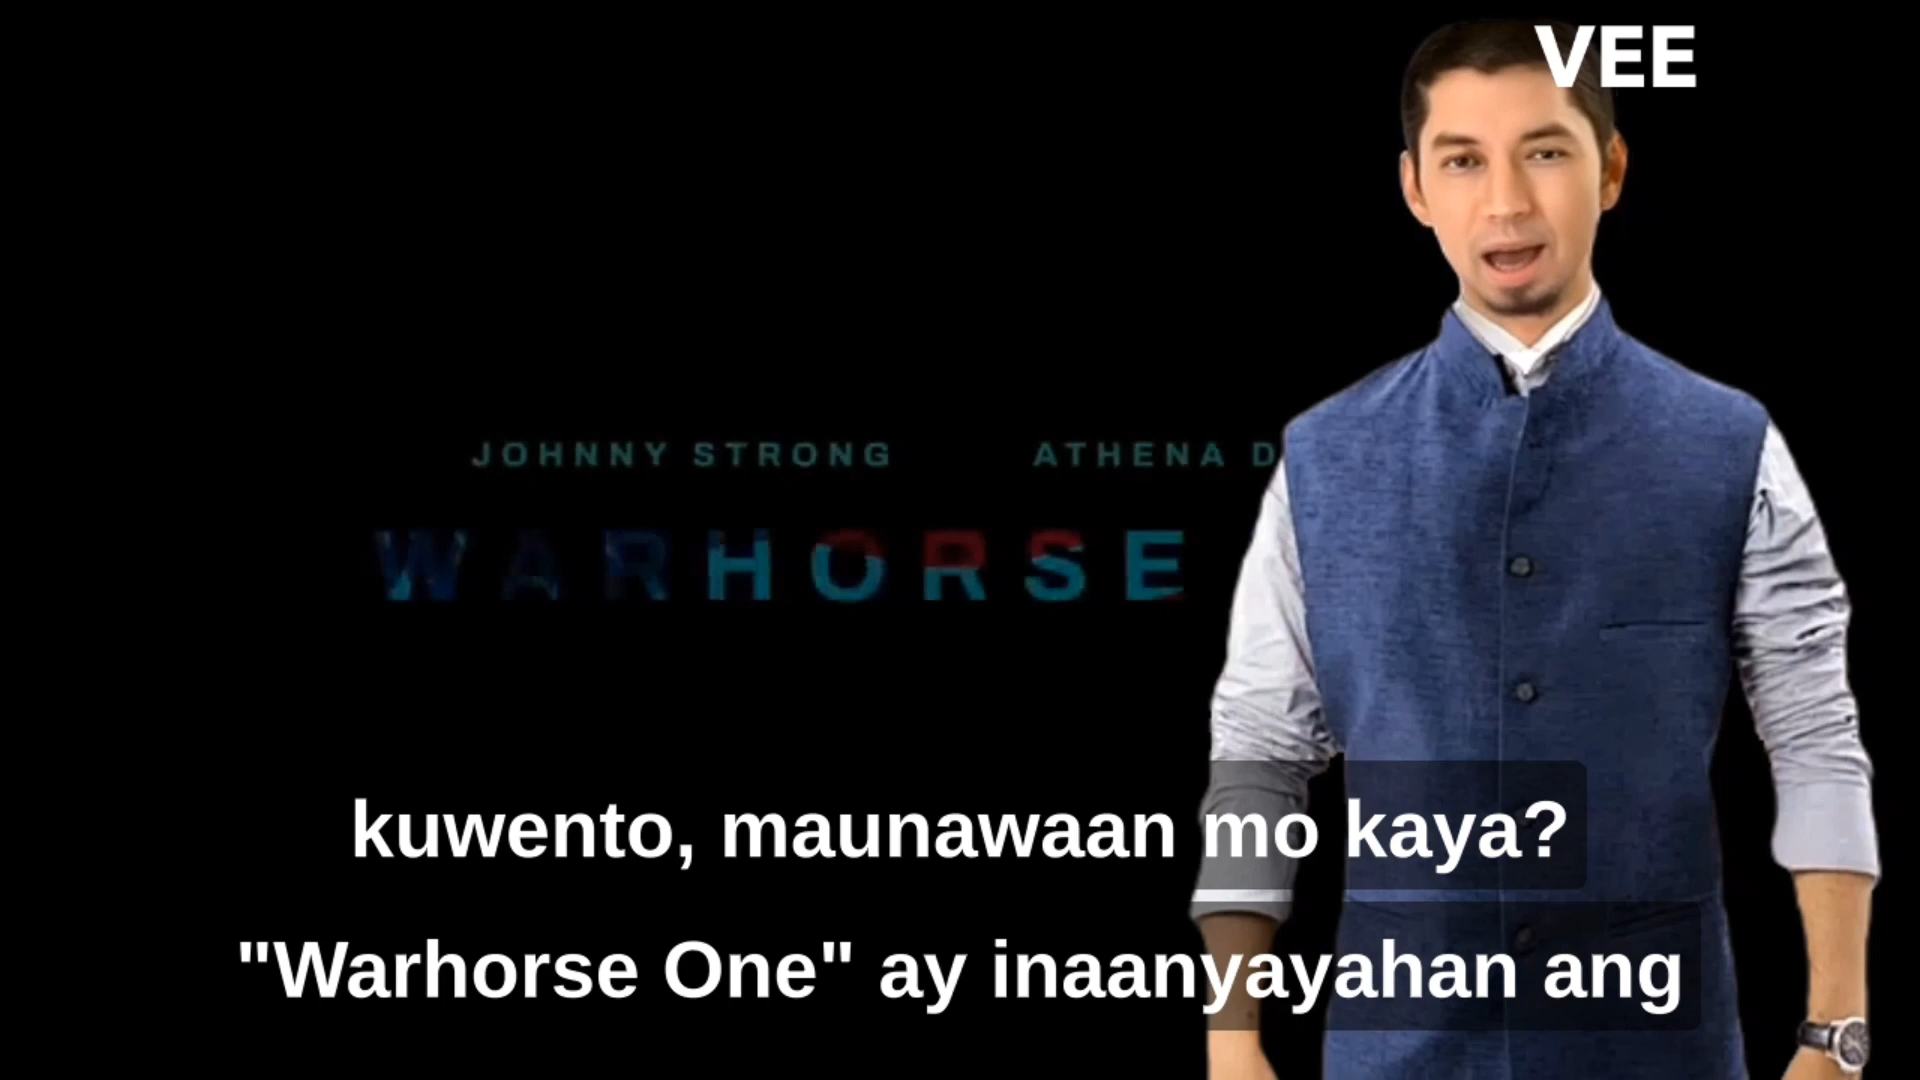 VEE
JOHNNY STRONG ATHENA D
WARHORSE
kuwento, maunawaan mo kaya?
"Warhorse One" ay inaanyayahan ang